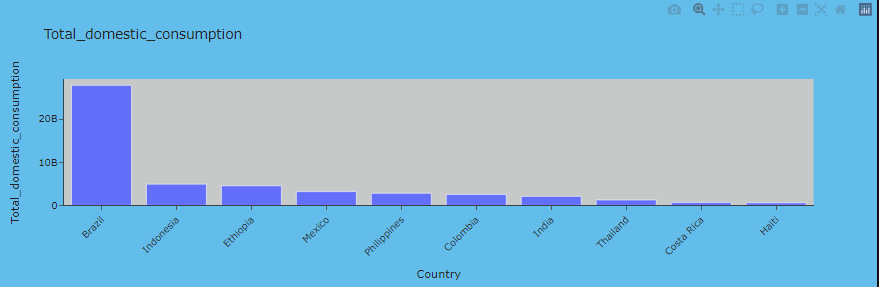 Total_domestic_consumption
Total_domestic_consumption
20B
10B
0
Brazil
Indonesia
Ethiopia
Mexico
Philippines
Colombia
India
Thailand
Costa Rica
Haiti
Country